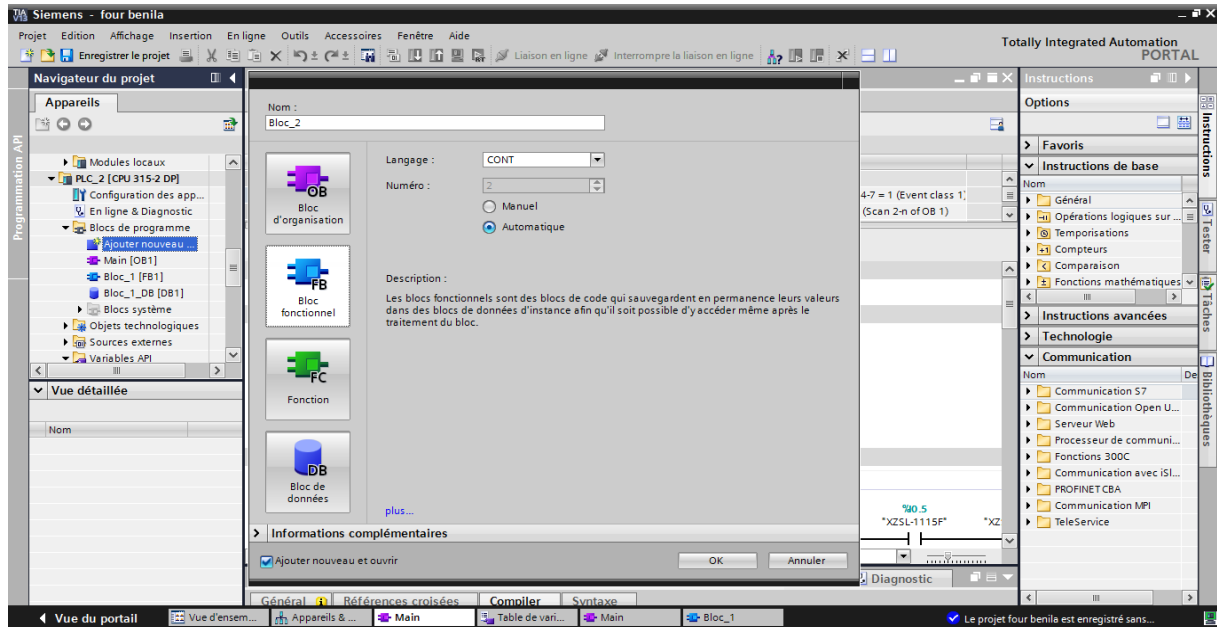 Siemens - four benila
Projet Edition Affichage Insertion En ligne Outils Accessoires Fenêtre Aide
Totally Integrated Automation
PORTAL
Enregistrer le projet
Liaison en ligne
Interrompre la liaison en ligne
Navigateur du projet
Appareils
Programmation API
Modules locaux
PLC_2 [CPU 315-2 DP]
Configuration des app...
En ligne & Diagnostic
Blocs de programme
Ajouter nouveau ...
Main [OB1]
Bloc_1 [FB1]
Bloc_1_DB [DB1]
Blocs système
Objets technologiques
Sources externes
Variables API
Vue détaillée
Nom
Nom :
Bloc_2
OB
Bloc
d'organisation
FB
Bloc
fonctionnel
FC
Fonction
DB
Bloc de
données
Langage :
CONT
Numéro :
2
Manuel
Automatique
Description :
Les blocs fonctionnels sont des blocs de code qui sauvegardent en permanence leurs valeurs
dans des blocs de données d'instance afin qu'il soit possible d'y accéder même après le
traitement du bloc.
plus...
Informations complémentaires
Ajouter nouveau et ouvrir
OK
Annuler
4-7 = 1 (Event class 1)
(Scan 2-n of OB 1)
%I0.5
"XZSL-1115F"
"XZ
Diagnostic
Général
Références croisées
Compiler
Syntaxe
Instructions
Options
Favoris
Instructions de base
Nom
Général
Opérations logiques sur ...
Temporisations
Compteurs
Comparaison
Fonctions mathématiques
Instructions avancées
Technologie
Communication
Nom
De
Communication S7
Communication Open U...
Serveur Web
Processeur de communi...
Fonctions 300C
Communication avec iSl...
PROFINET CBA
Communication MPI
TeleService
Instructions
Tester
Tâches
Bibliothèques
Vue du portail
Vue d'ensem...
Appareils & ...
Main
Table de vari...
Main
Bloc_1
Le projet four benila est enregistré sans...